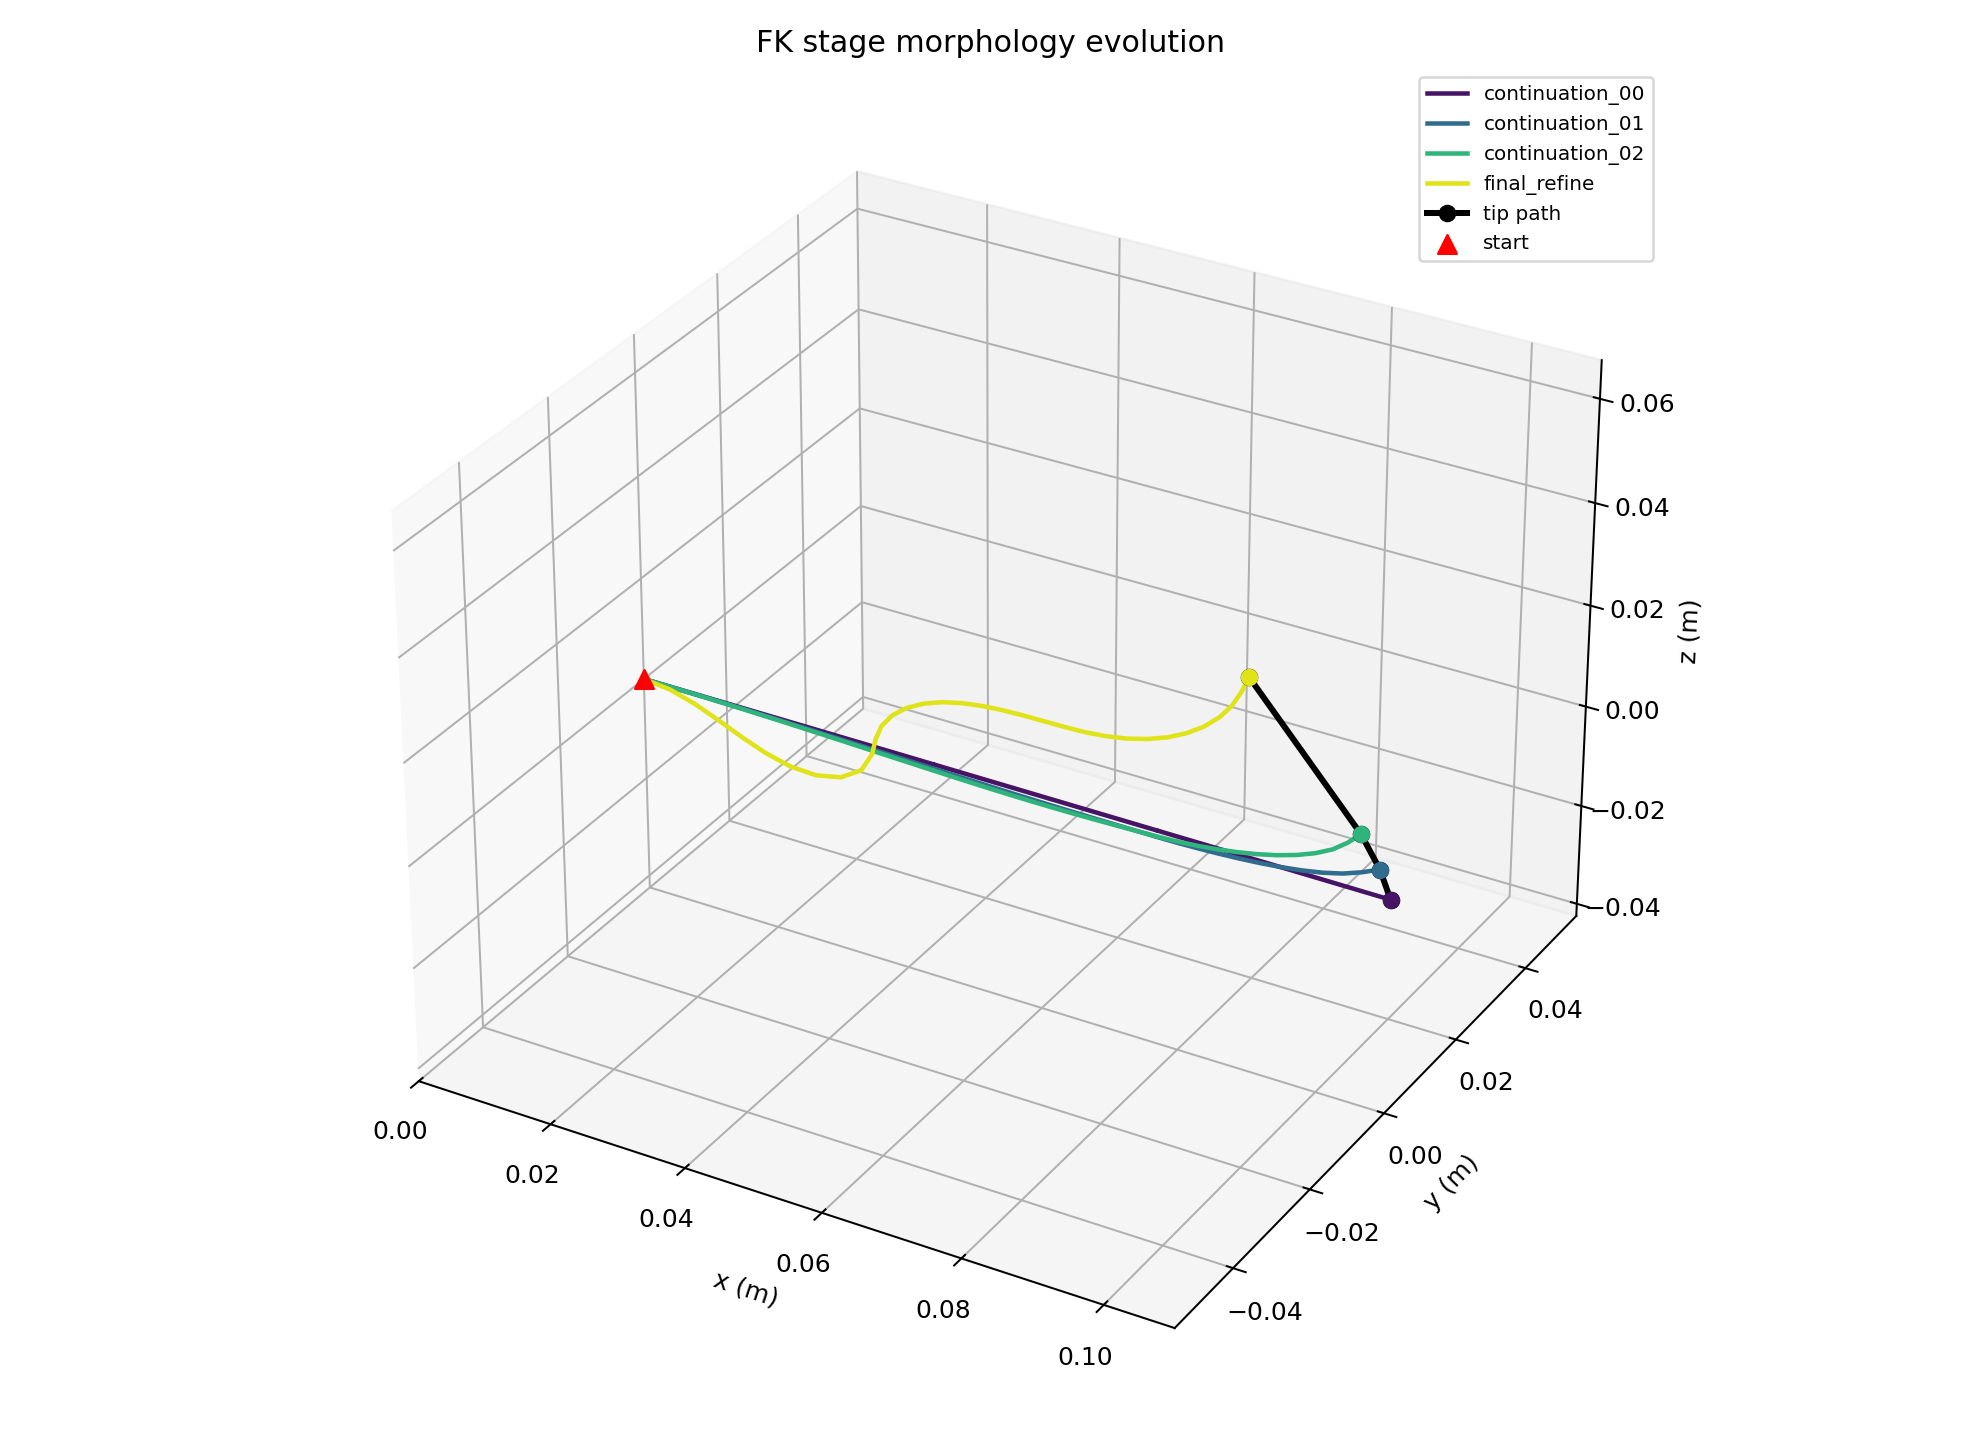 FK stage morphology evolution
continuation_00
continuation_01
continuation_02
final_refine
tip path
start
0.06
0.04
0.02
0.00
−0.02
−0.04
z (m)
0.04
0.02
0.00
−0.02
−0.04
y (m)
0.00
0.02
0.04
0.06
0.08
0.10
x (m)